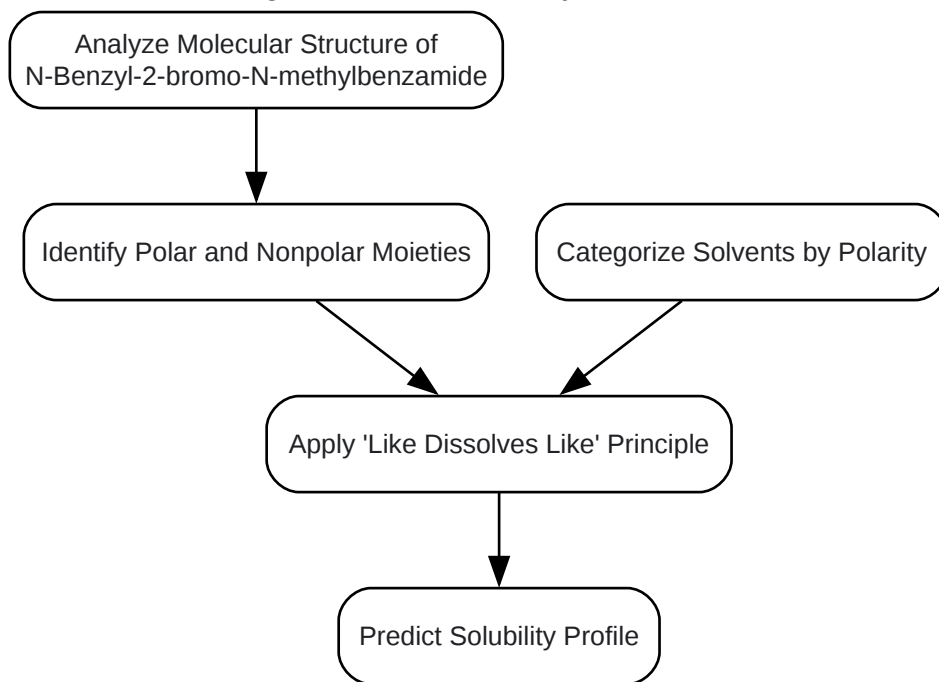 Analyze Molecular Structure of
N-Benzyl-2-bromo-N-methylbenzamide
Identify Polar and Nonpolar Moieties
Categorize Solvents by Polarity
Apply 'Like Dissolves Like' Principle
Predict Solubility Profile